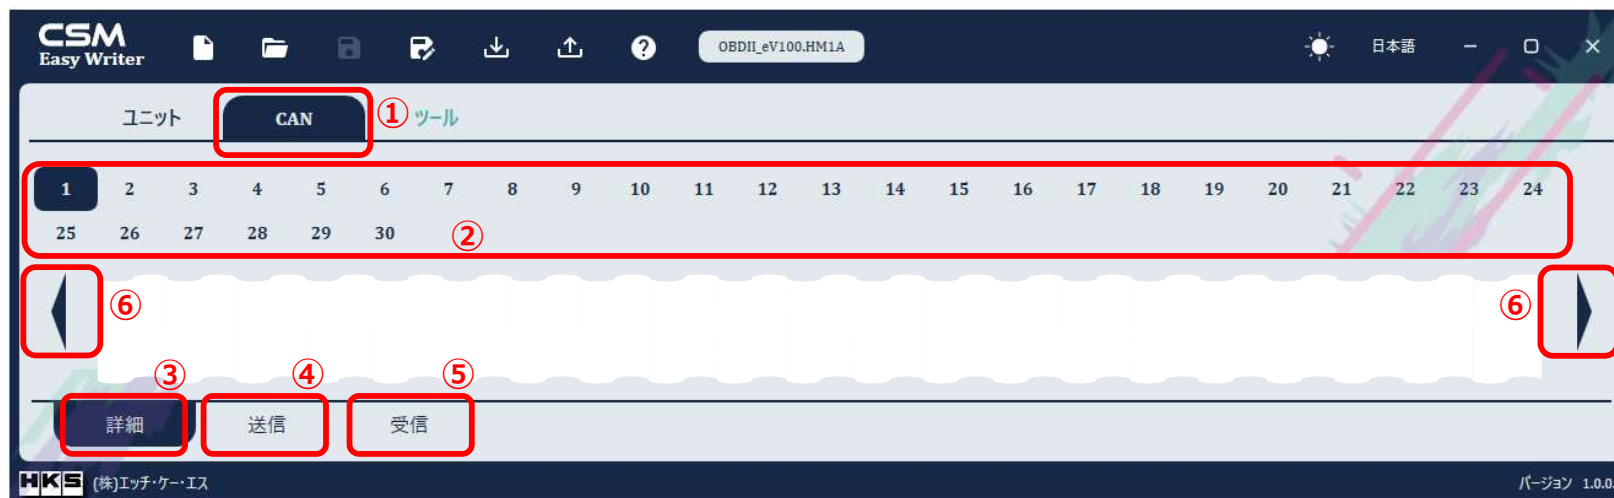 CSM
Easy Writer
OBDII_eV100.HM1A
日本語
ユニット
CAN
①
ツール
1 2 3 4 5 6 7 8 9 10 11 12 13 14 15 16 17 18 19 20 21 22 23 24
25 26 27 28 29 30
②
⑥
⑥
③
④
⑤
詳細
送信
受信
HKS (株)エッチ・ケー・エス
バージョン 1.0.0.